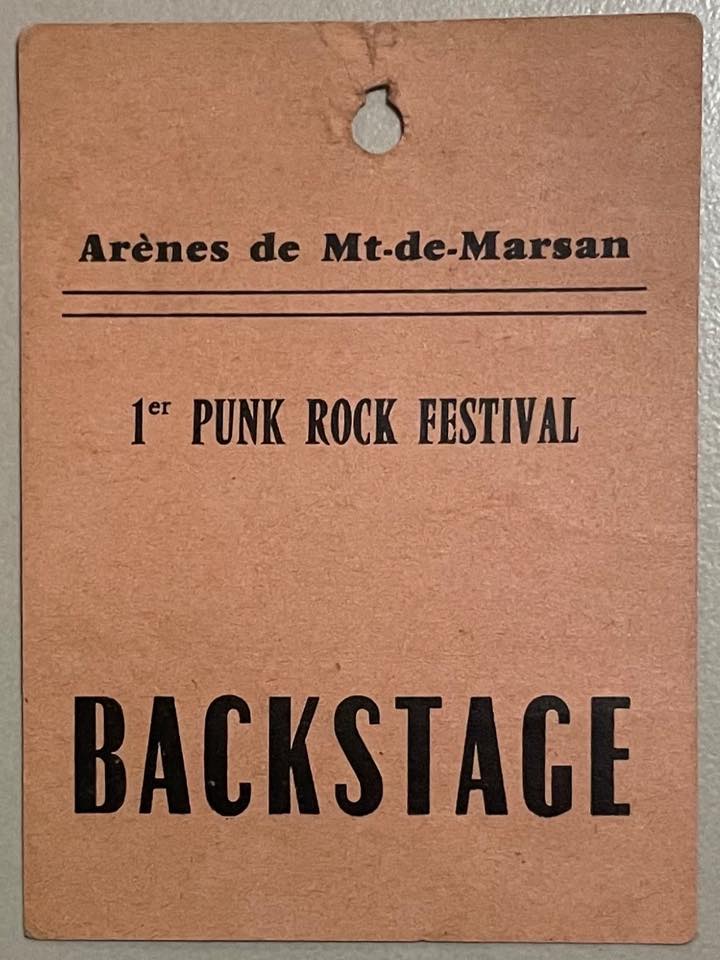 Arènes de Mt-de-Marsan
1er PUNK ROCK FESTIVAL
BACKSTAGE